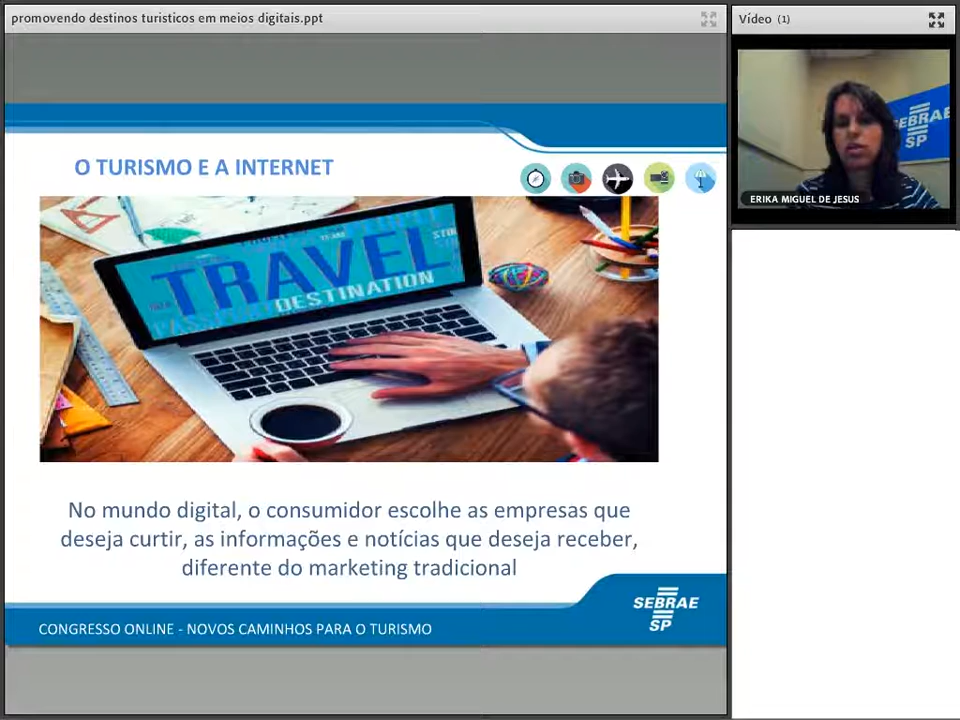 promovendo destinos turisticos em meios digitais.ppt
Vídeo (1)
SEBRAE
SP
ERIKA MIGUEL DE JESUS
O TURISMO E A INTERNET
TRAVEL
DESTINATION
No mundo digital, o consumidor escolhe as empresas que
deseja curtir, as informações e notícias que deseja receber,
diferente do marketing tradicional
SEBRAE
SP
CONGRESSO ONLINE - NOVOS CAMINHOS PARA O TURISMO